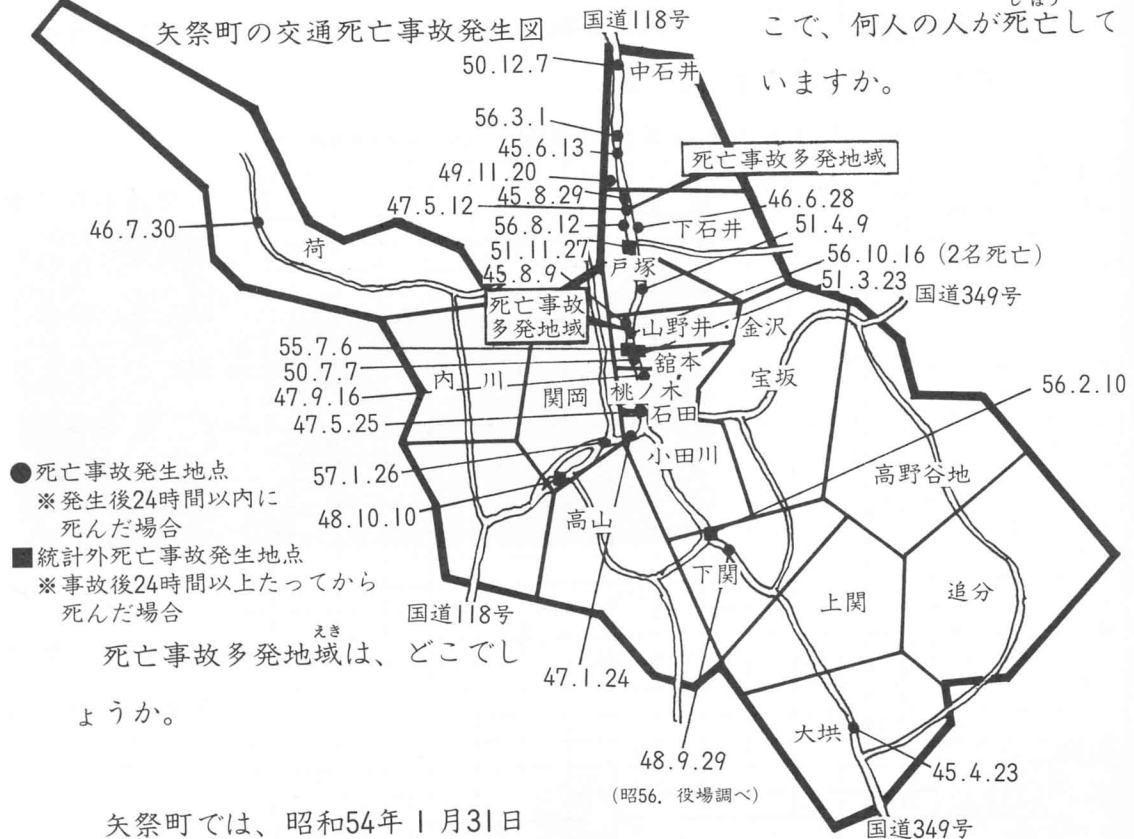 矢祭町の交通死亡事故発生図
国道118号
こで、何人の人が死亡して
しぼう
いますか。
50.12.7
中石井
56.3.1
45.6.13
49.11.20
45.8.29
47.5.12
56.8.12
51.11.27
45.8.9
死亡事故多発地域
46.6.28
下石井
51.4.9
56.10.16(2名死亡)
51.3.23
国道349号
46.7.30
荷
戸塚
死亡事故
多発地域
山野井・金沢
55.7.6
50.7.7
47.9.16
47.5.25
内川
関岡
舘本
桃ノ木
石田
宝坂
56.2.10
小田川
高野谷地
57.1.26
48.10.10
高山
●死亡事故発生地点
※発生後24時間以内に
死んだ場合
■統計外死亡事故発生地点
※事故後24時間以上たってから
死んだ場合
下関
上関
追分
国道118号
えき
死亡事故多発地域は、どこでし
ょうか。
47.1.24
48.9.29
(昭56.役場調べ)
大垬
45.4.23
国道349号
矢祭町では、昭和54年1月31日